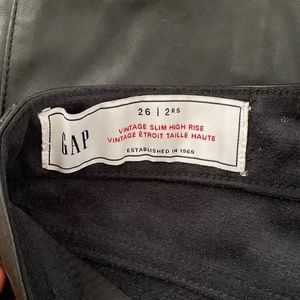 GAP
26 | 2RS
VINTAGE SLIM HIGH RISE
VINTAGE ÉTROIT TAILLE HAUTE
ESTABLISHED IN 1969